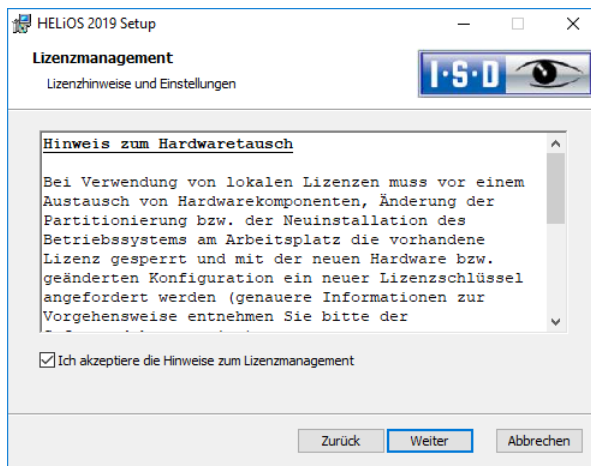 HELiOS 2019 Setup
Lizenzmanagement
Lizenzhinweise und Einstellungen
I·S·D
Hinweis zum Hardwaretausch
Bei Verwendung von lokalen Lizenzen muss vor einem
Austausch von Hardwarekomponenten, Änderung der
Partitionierung bzw. der Neuinstallation des
Betriebssystems am Arbeitsplatz die vorhandene
Lizenz gesperrt und mit der neuen Hardware bzw.
geänderten Konfiguration ein neuer Lizenzschlüssel
angefordert werden (genauere Informationen zur
Vorgehensweise entnehmen Sie bitte der
Ich akzeptiere die Hinweise zum Lizenzmanagement
Zurück
Weiter
Abbrechen